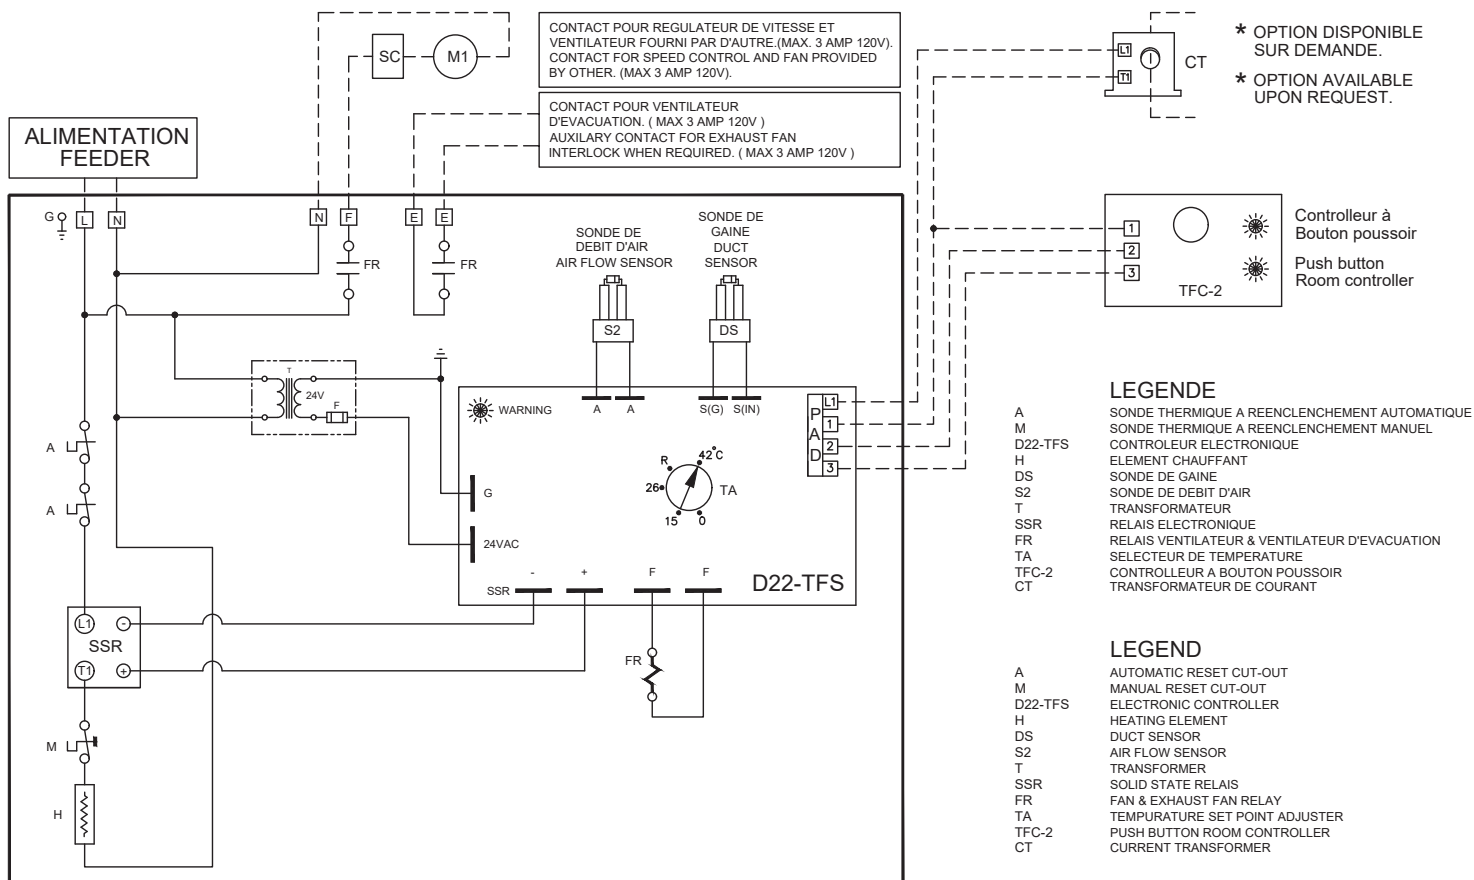 CONTACT POUR REGULATEUR DE VITESSE ET
VENTILATEUR FOURNI PAR D'AUTRE.(MAX. 3 AMP 120V).
CONTACT FOR SPEED CONTROL AND FAN PROVIDED
BY OTHER. (MAX 3 AMP 120V).
SC
M1
L1
T1
CT
* OPTION DISPONIBLE
SUR DEMANDE.
* OPTION AVAILABLE
UPON REQUEST.
CONTACT POUR VENTILATEUR
D'EVACUATION. ( MAX 3 AMP 120V )
AUXILARY CONTACT FOR EXHAUST FAN
INTERLOCK WHEN REQUIRED. ( MAX 3 AMP 120V )
ALIMENTATION
FEEDER
G
L
N
N
F
E
E
FR
FR
SONDE DE
DEBIT D'AIR
AIR FLOW SENSOR
S2
SONDE DE
GAINE
DUCT
SENSOR
DS
1
2
3
TFC-2
Controlleur à
Bouton poussoir
Push button
Room controller
T
24V
F
WARNING
A
A
S(G)
S(IN)
PAD
L1
1
2
3
R
42°C
26
15
0
TA
G
24VAC
SSR
-
+
F
F
D22-TFS
A
A
L1
-
SSR
T1
+
FR
M
H
LEGENDE
A SONDE THERMIQUE A REENCLENCHEMENT AUTOMATIQUE
M SONDE THERMIQUE A REENCLENCHEMENT MANUEL
D22-TFS CONTROLEUR ELECTRONIQUE
H ELEMENT CHAUFFANT
DS SONDE DE GAINE
S2 SONDE DE DEBIT D'AIR
T TRANSFORMATEUR
SSR RELAIS ELECTRONIQUE
FR RELAIS VENTILATEUR & VENTILATEUR D'EVACUATION
TA SELECTEUR DE TEMPERATURE
TFC-2 CONTROLLEUR A BOUTON POUSSOIR
CT TRANSFORMATEUR DE COURANT
LEGEND
A AUTOMATIC RESET CUT-OUT
M MANUAL RESET CUT-OUT
D22-TFS ELECTRONIC CONTROLLER
H HEATING ELEMENT
DS DUCT SENSOR
S2 AIR FLOW SENSOR
T TRANSFORMER
SSR SOLID STATE RELAIS
FR FAN & EXHAUST FAN RELAY
TA TEMPURATURE SET POINT ADJUSTER
TFC-2 PUSH BUTTON ROOM CONTROLLER
CT CURRENT TRANSFORMER